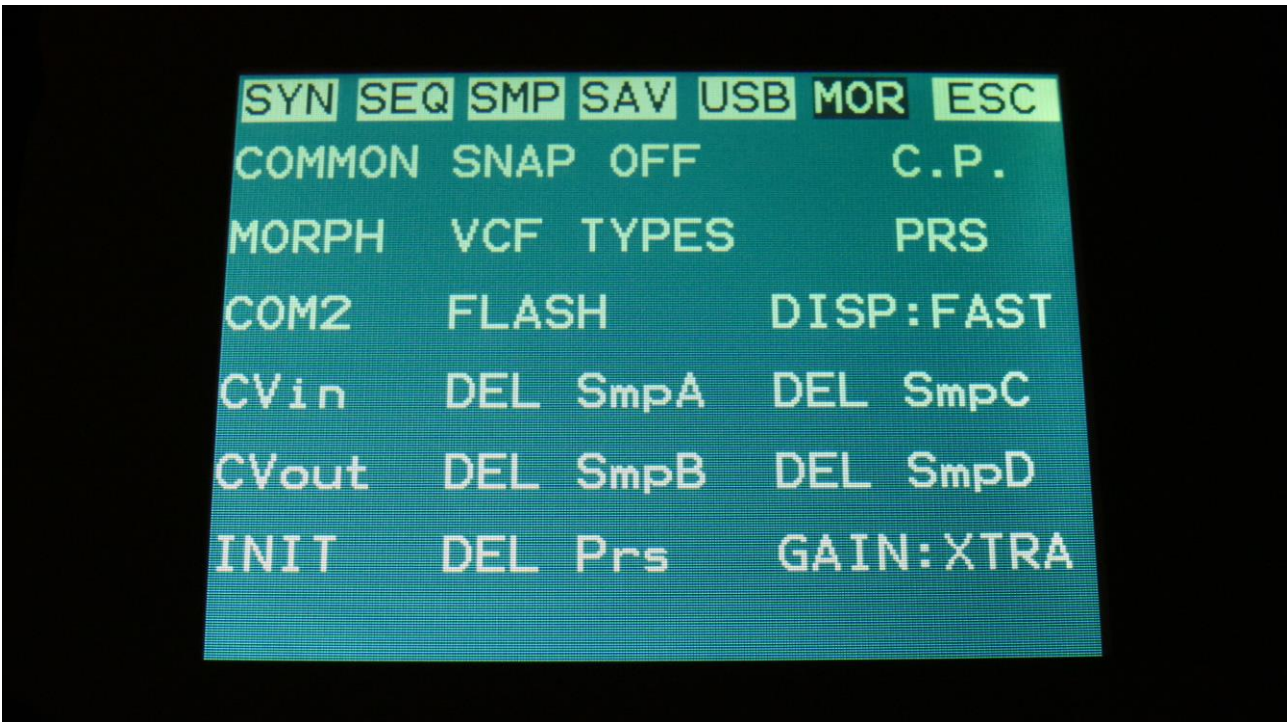 SYN SEQ SMP SAV USB MOR ESC
COMMON SNAP OFF C.P.
MORPH VCF TYPES PRS
COM2 FLASH DISP:FAST
CVin DEL SmpA DEL SmpC
CVout DEL SmpB DEL SmpD
INIT DEL Prs GAIN:XTRA